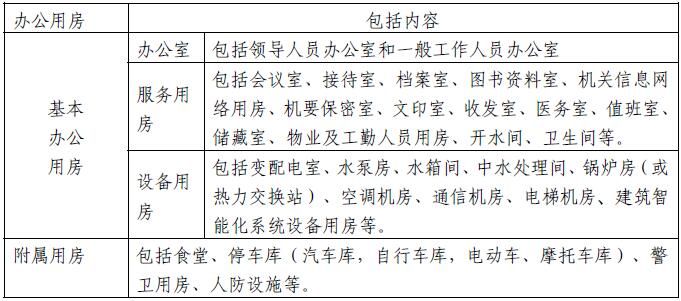 办公用房 包括内容
基本
办公
用房
办公室 包括领导人员办公室和一般工作人员办公室
服务用
房
包括会议室、接待室、档案室、图书资料室、机关信息网
络用房、机要保密室、文印室、收发室、医务室、值班室、
储藏室、物业及工勤人员用房、开水间、卫生间等。
设备用
房
包括变配电室、水泵房、水箱间、中水处理间、锅炉房（或
热力交换站）、空调机房、通信机房、电梯机房、建筑智
能化系统设备用房等。
附属用房 包括食堂、停车库（汽车库，自行车库，电动车、摩托车库）、警
卫用房、人防设施等。